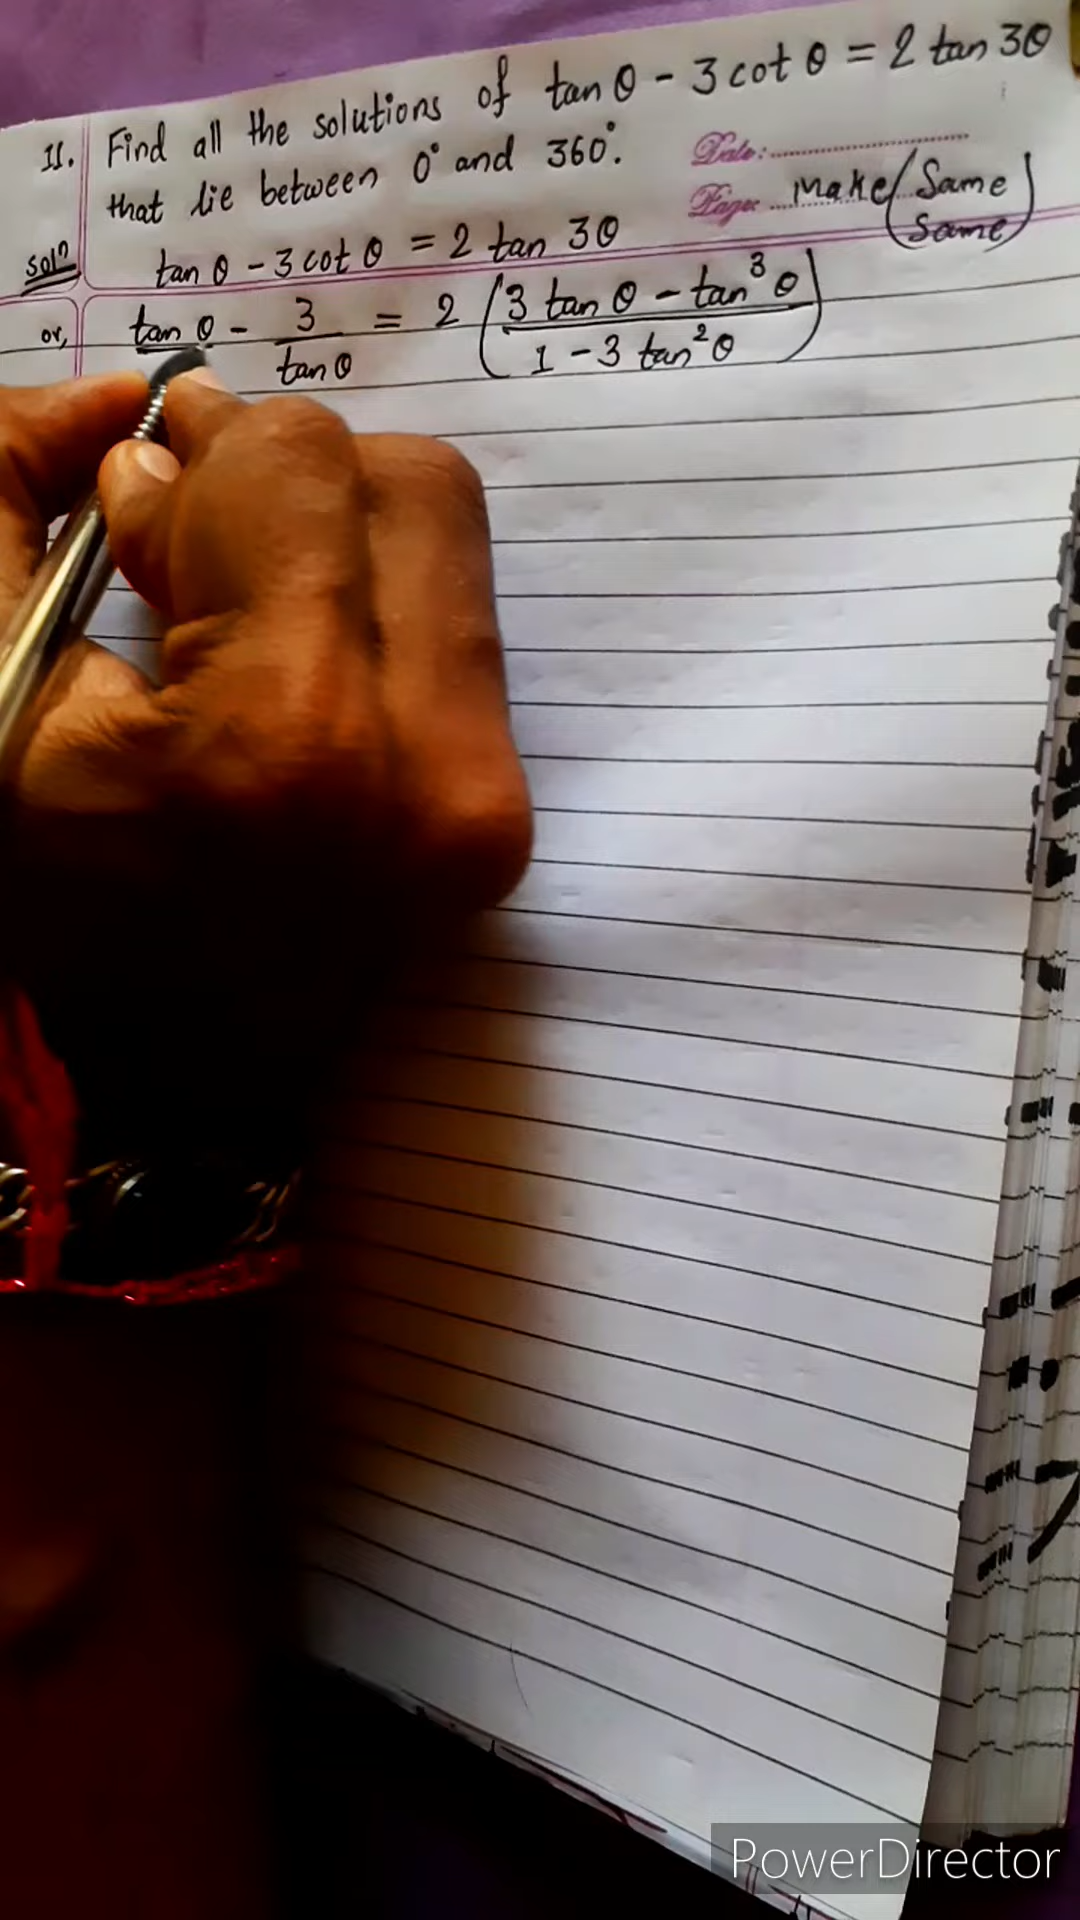 11. Find all the solutions of tan θ - 3 cot θ = 2 tan 3θ
that lie between 0° and 360°.
Date:
Page: Make (Same
Same)
Solⁿ tan θ - 3 cot θ = 2 tan 3θ
or, tan θ - 3/tan θ = 2 (3 tan θ - tan³ θ / 1 - 3 tan² θ)
PowerDirector